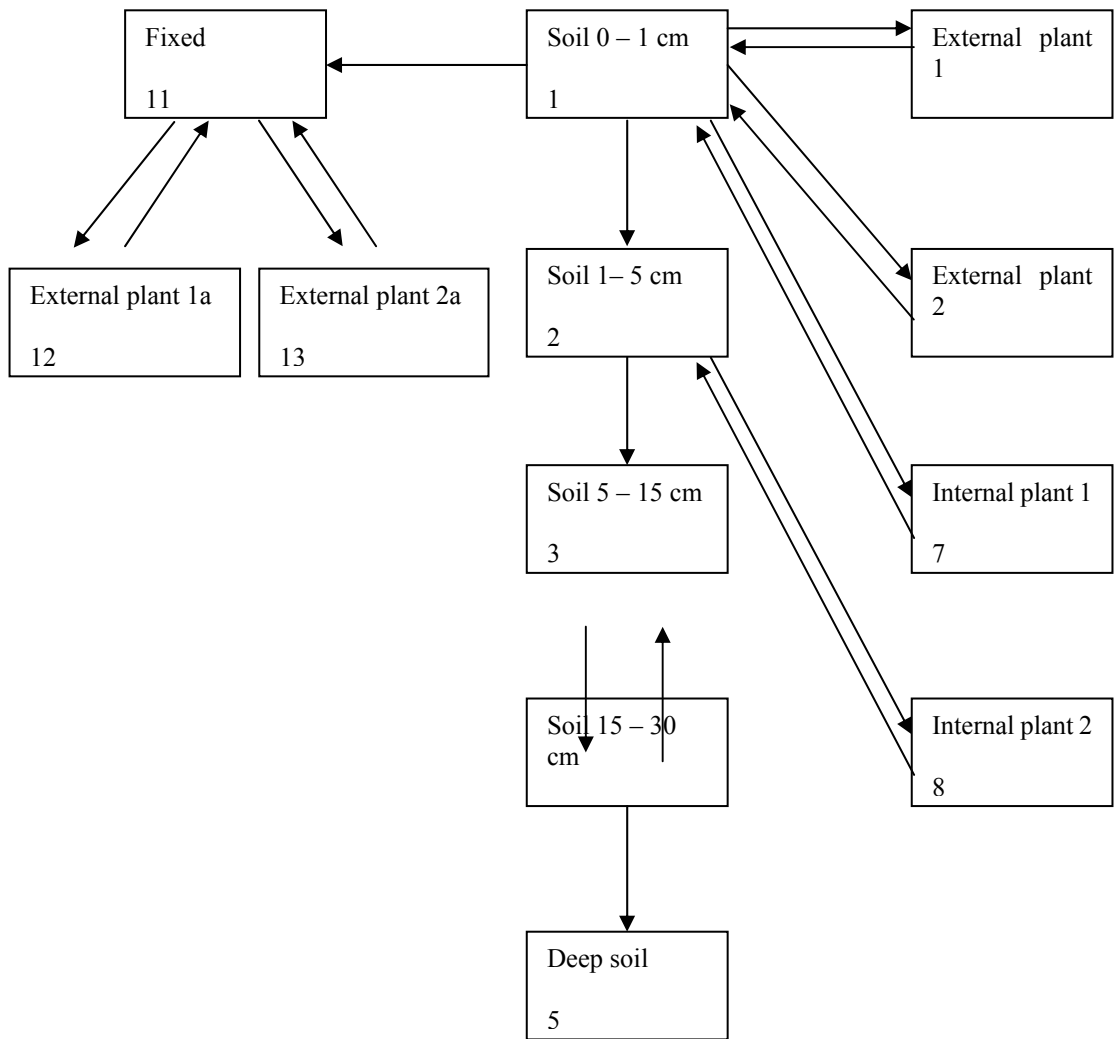 Fixed
11
Soil 0 – 1 cm
1
External plant
1
External plant 1a
12
External plant 2a
13
Soil 1– 5 cm
2
External plant
2
Soil 5 – 15 cm
3
Internal plant 1
7
Soil 15 – 30
cm
Internal plant 2
8
Deep soil
5